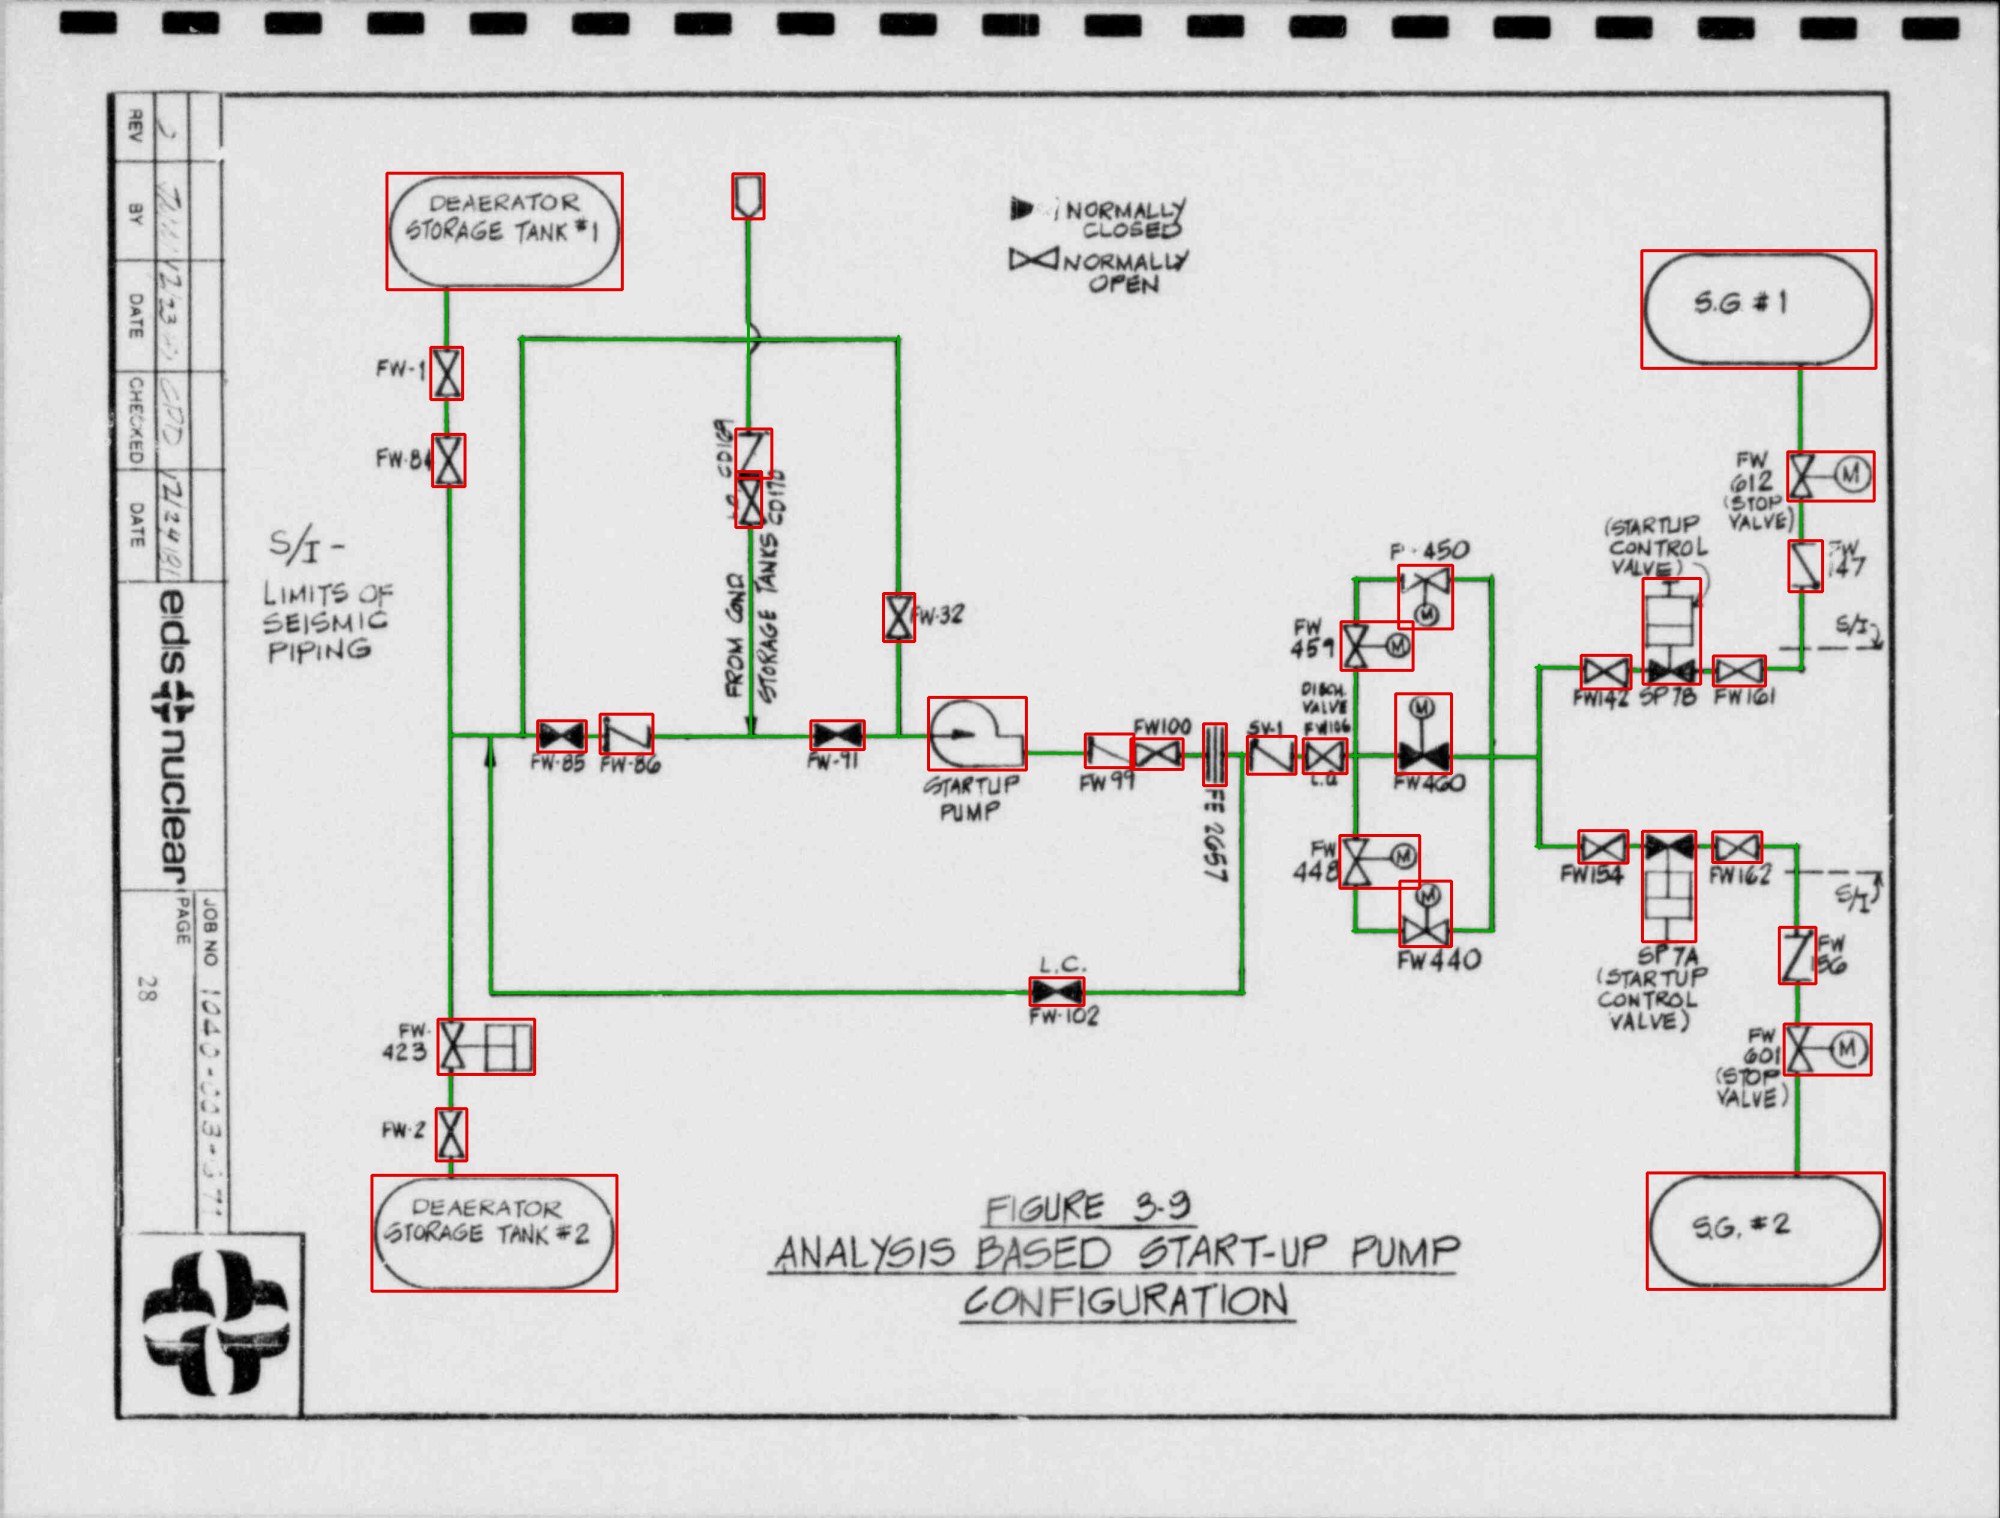 DEAERATOR
STORAGE TANK #1
NORMALLY
CLOSED
NORMALLY
OPEN
S.G. #1
FW-1
FW-84
CD169
CD170
FROM COND
STORAGE TANKS
FW-32
S/I -
LIMITS OF
SEISMIC
PIPING
FW
612
(STOP
VALVE)
FW
147
(STARTUP
CONTROL
VALVE)
S/I
450
FW
459
FW142
SP7B
FW161
DISCH
VALVE
FW106
FW100
SV-1
FW-85
FW-86
FW-91
STARTUP
PUMP
FW99
FE 2657
FW460
FW
448
FW440
FW154
FW162
S/I
SP7A
(STARTUP
CONTROL
VALVE)
FW
156
L.C.
FW-102
FW-
423
FW-2
FW
601
(STOP
VALVE)
DEAERATOR
STORAGE TANK #2
S.G. #2
FIGURE 3-9
ANALYSIS BASED START-UP PUMP
CONFIGURATION
REV
BY
DATE
CHECKED
DATE
eds nuclear
PAGE
28
JOB NO
M
M
M
M
M
M
M